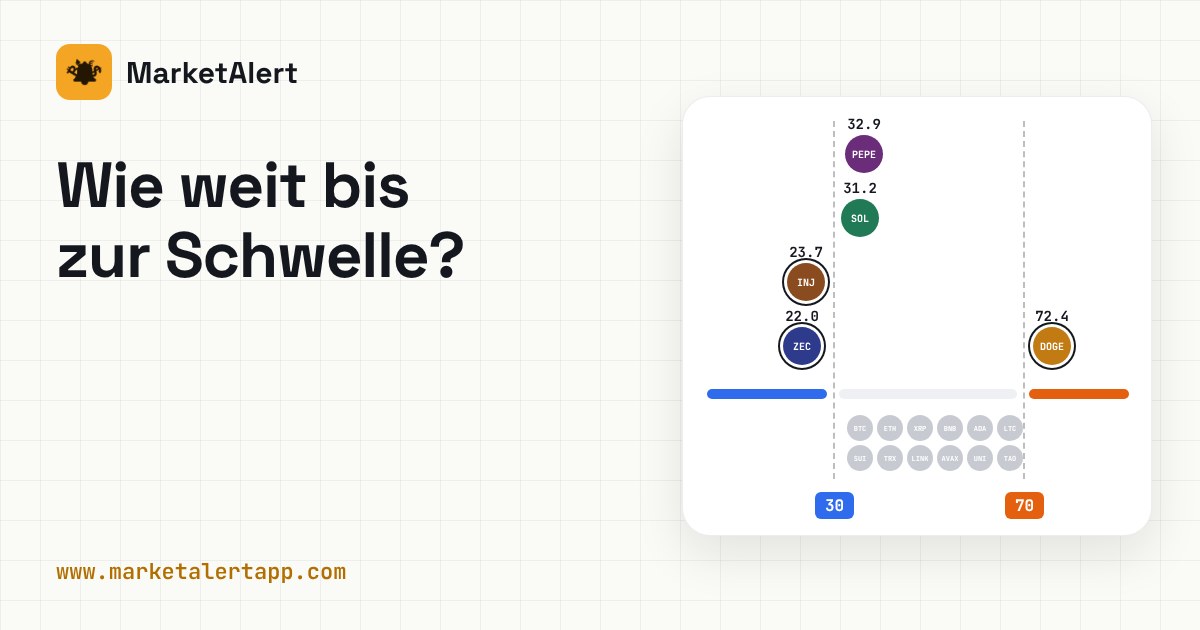 MarketAlert
Wie weit bis
zur Schwelle?
www.marketalertapp.com
32.9
PEPE
31.2
SOL
23.7
INJ
22.0
ZEC
72.4
DOGE
BTC ETH XRP BNB ADA LTC
SUI TRX LINK AVAX UNI TAO
30
70